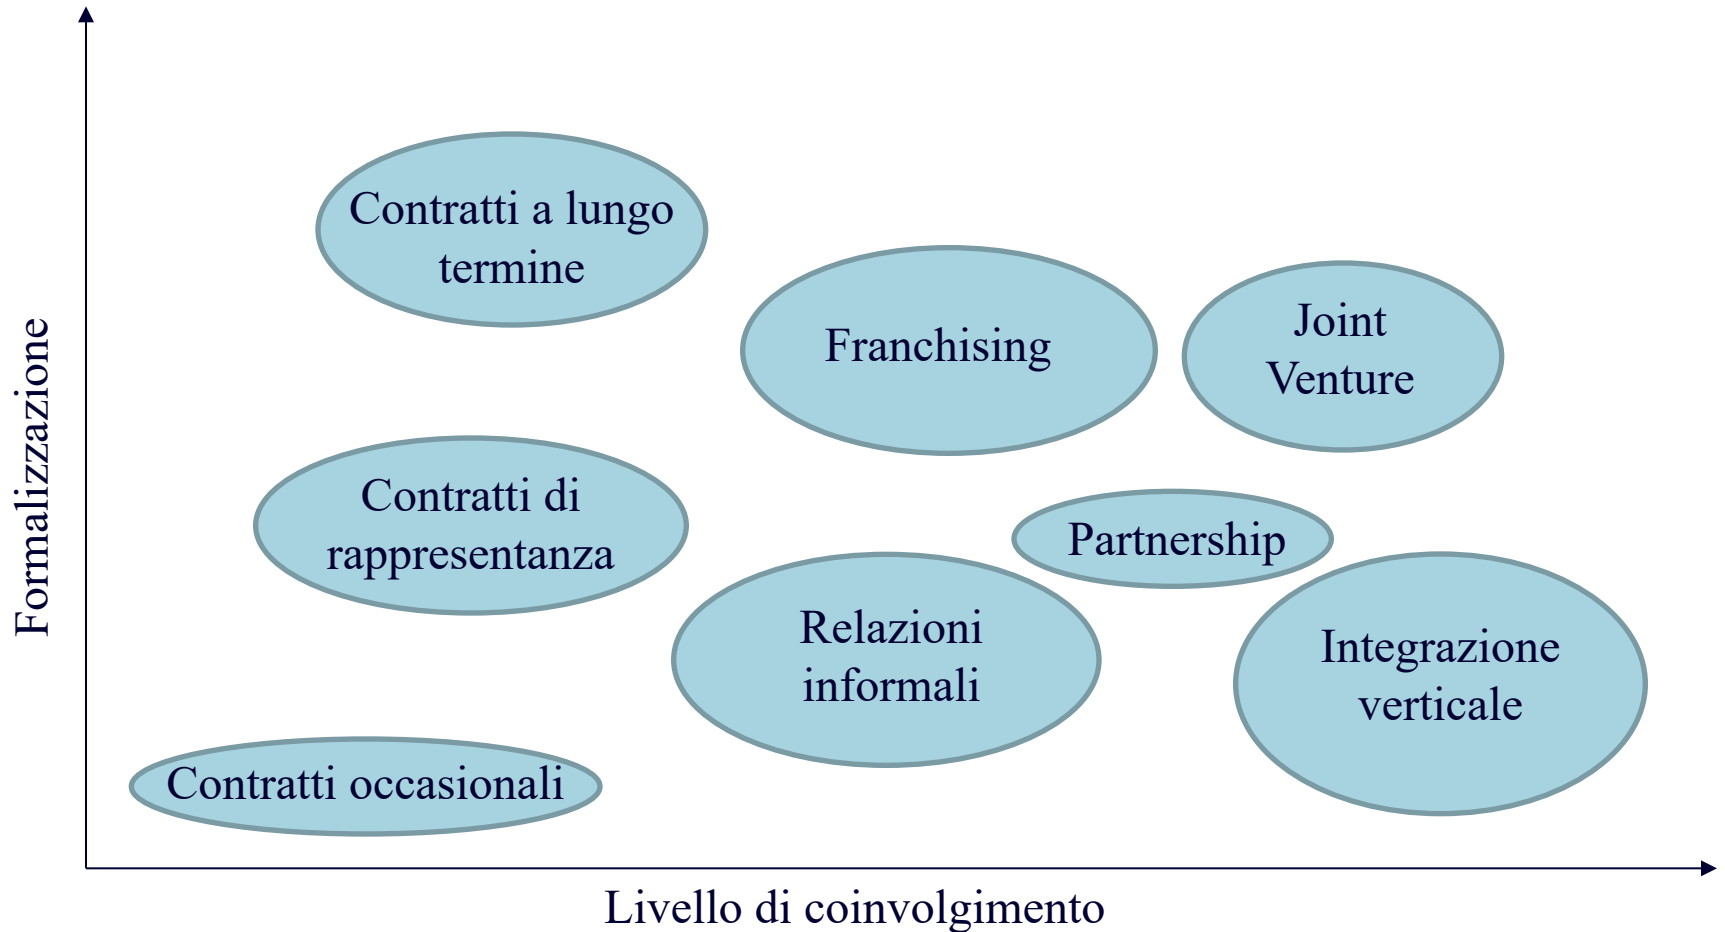 Formalizzazione
Contratti a lungo
termine
Franchising
Joint
Venture
Contratti di
rappresentanza
Partnership
Relazioni
informali
Integrazione
verticale
Contratti occasionali
Livello di coinvolgimento